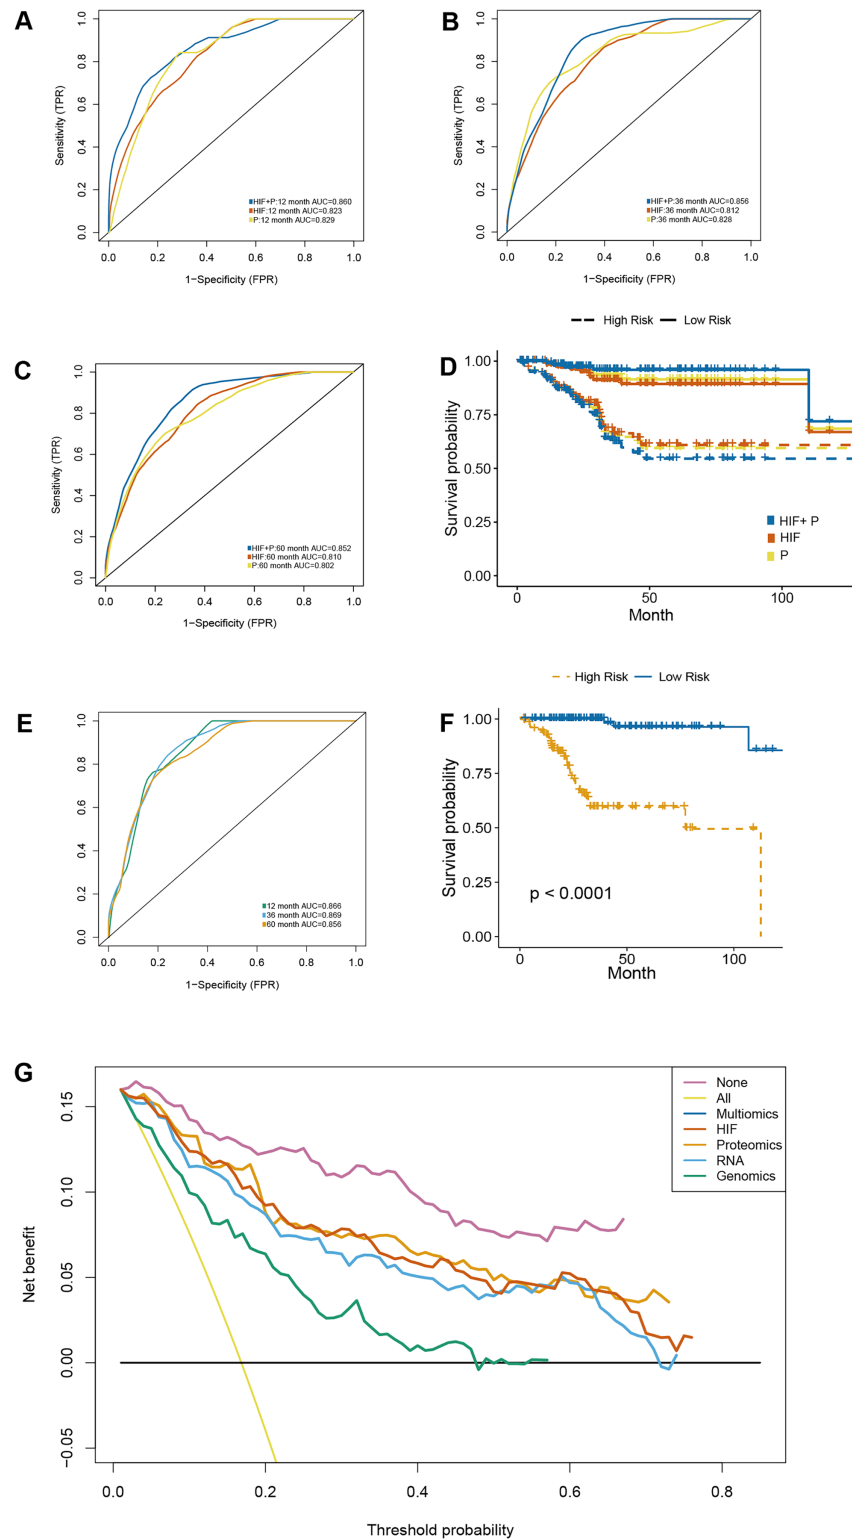 A
Sensitivity (TPR)
1.0
0.8
0.6
0.4
0.2
0.0
HIF+P:12 month AUC=0.860
HIF:12 month AUC=0.823
P:12 month AUC=0.829
0.0 0.2 0.4 0.6 0.8 1.0
1−Specificity (FPR)
B
Sensitivity (TPR)
1.0
0.8
0.6
0.4
0.2
0.0
HIF+P:36 month AUC=0.856
HIF:36 month AUC=0.812
P:36 month AUC=0.828
0.0 0.2 0.4 0.6 0.8 1.0
1−Specificity (FPR)
C
Sensitivity (TPR)
1.0
0.8
0.6
0.4
0.2
0.0
HIF+P:60 month AUC=0.852
HIF:60 month AUC=0.810
P:60 month AUC=0.802
0.0 0.2 0.4 0.6 0.8 1.0
1−Specificity (FPR)
High Risk Low Risk
D
Survival probability
1.00
0.75
0.50
0.25
0.00
HIF+ P
HIF
P
0 50 100
Month
E
Sensitivity (TPR)
1.0
0.8
0.6
0.4
0.2
0.0
12 month AUC=0.866
36 month AUC=0.869
60 month AUC=0.856
0.0 0.2 0.4 0.6 0.8 1.0
1−Specificity (FPR)
High Risk Low Risk
F
Survival probability
1.00
0.75
0.50
0.25
0.00
p < 0.0001
0 50 100
Month
G
Net benefit
0.15
0.10
0.05
0.00
−0.05
None
All
Multiomics
HIF
Proteomics
RNA
Genomics
0.0 0.2 0.4 0.6 0.8
Threshold probability